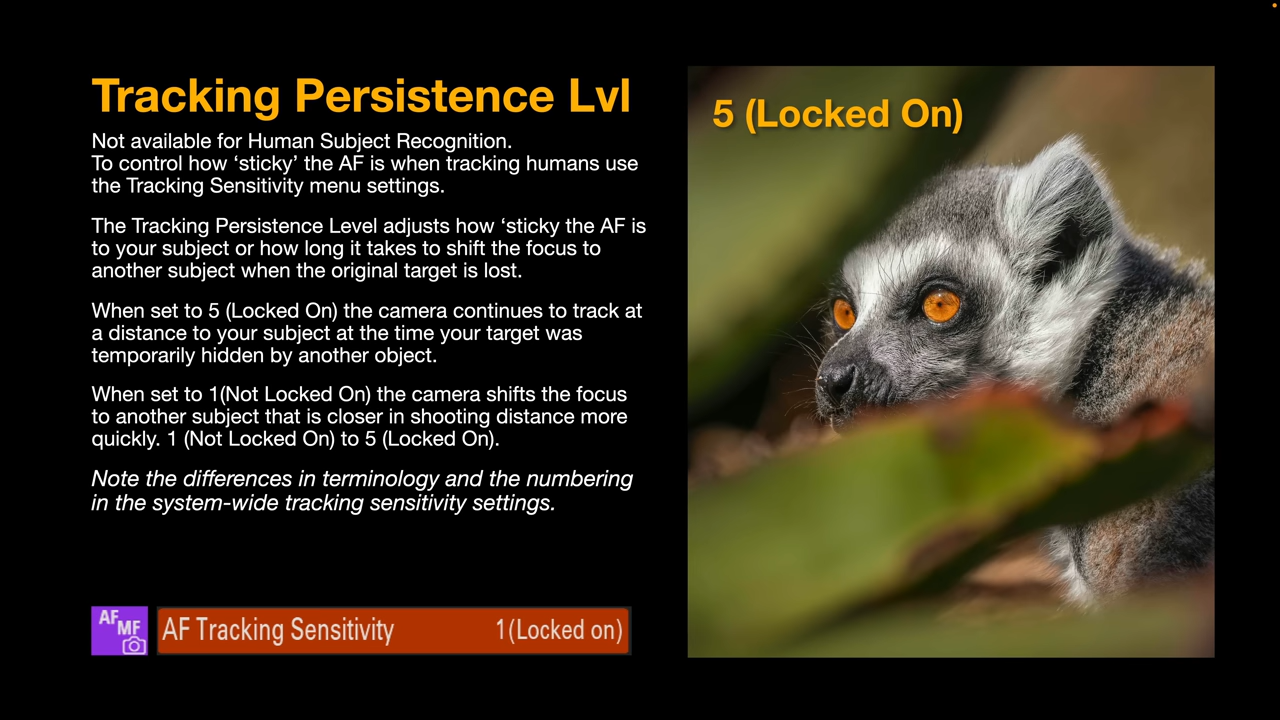 Tracking Persistence Lvl
Not available for Human Subject Recognition.
To control how ‘sticky’ the AF is when tracking humans use
the Tracking Sensitivity menu settings.
The Tracking Persistence Level adjusts how ‘sticky the AF is
to your subject or how long it takes to shift the focus to
another subject when the original target is lost.
When set to 5 (Locked On) the camera continues to track at
a distance to your subject at the time your target was
temporarily hidden by another object.
When set to 1(Not Locked On) the camera shifts the focus
to another subject that is closer in shooting distance more
quickly. 1 (Not Locked On) to 5 (Locked On).
Note the differences in terminology and the numbering
in the system-wide tracking sensitivity settings.
AF MF
AF Tracking Sensitivity 1(Locked on)
5 (Locked On)